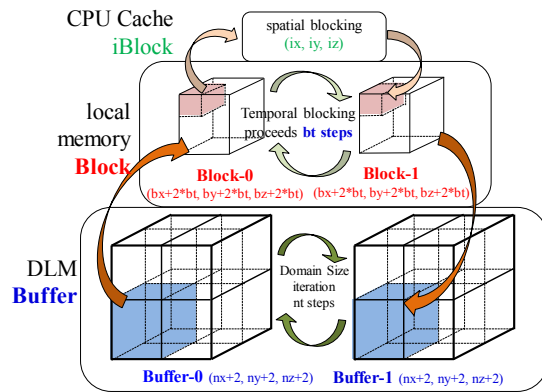 CPU Cache
iBlock
spatial blocking
(ix, iy, iz)
local
memory
Block
Temporal blocking
proceeds bt steps
Block-0
Block-1
(bx+2*bt, by+2*bt, bz+2*bt)
(bx+2*bt, by+2*bt, bz+2*bt)
DLM
Buffer
Domain Size
iteration
nt steps
Buffer-0 (nx+2, ny+2, nz+2)
Buffer-1 (nx+2, ny+2, nz+2)